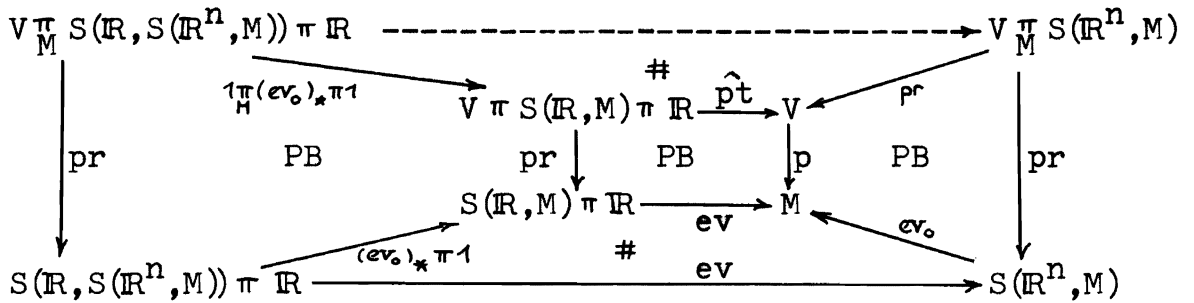 V π_M S(ℝ,S(ℝⁿ,M)) π ℝ V π_M S(ℝⁿ,M)
1 π_M (ev₀)_* π 1 # pr
V π S(ℝ,M) π ℝ p̂t V
pr PB pr PB p PB pr
S(ℝ,M) π ℝ ev M
(ev₀)_* π 1 # ev₀
S(ℝ,S(ℝⁿ,M)) π ℝ ev S(ℝⁿ,M)